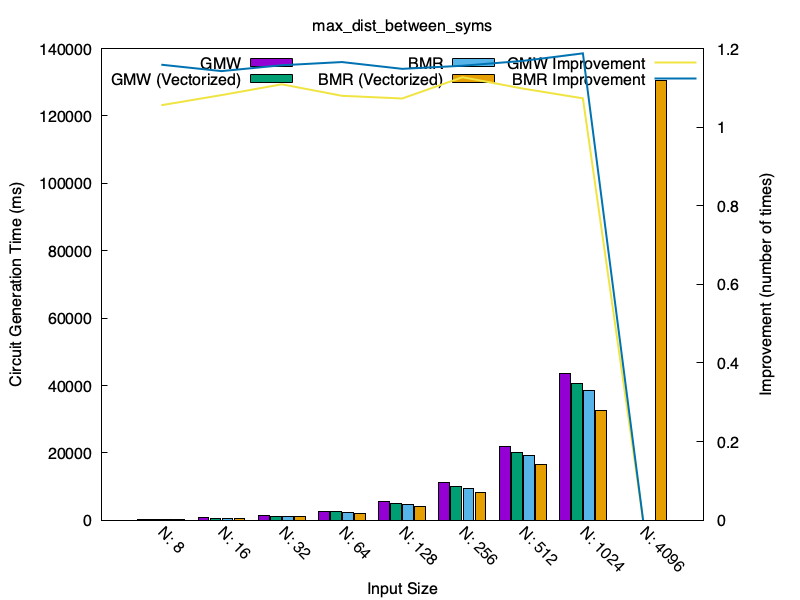 max_dist_between_syms
GMW
GMW (Vectorized)
BMR
BMR (Vectorized)
GMW Improvement
BMR Improvement
Circuit Generation Time (ms)
140000
120000
100000
80000
60000
40000
20000
0
1.2
1
0.8
0.6
0.4
0.2
0
Improvement (number of times)
N: 8
N: 16
N: 32
N: 64
N: 128
N: 256
N: 512
N: 1024
N: 4096
Input Size